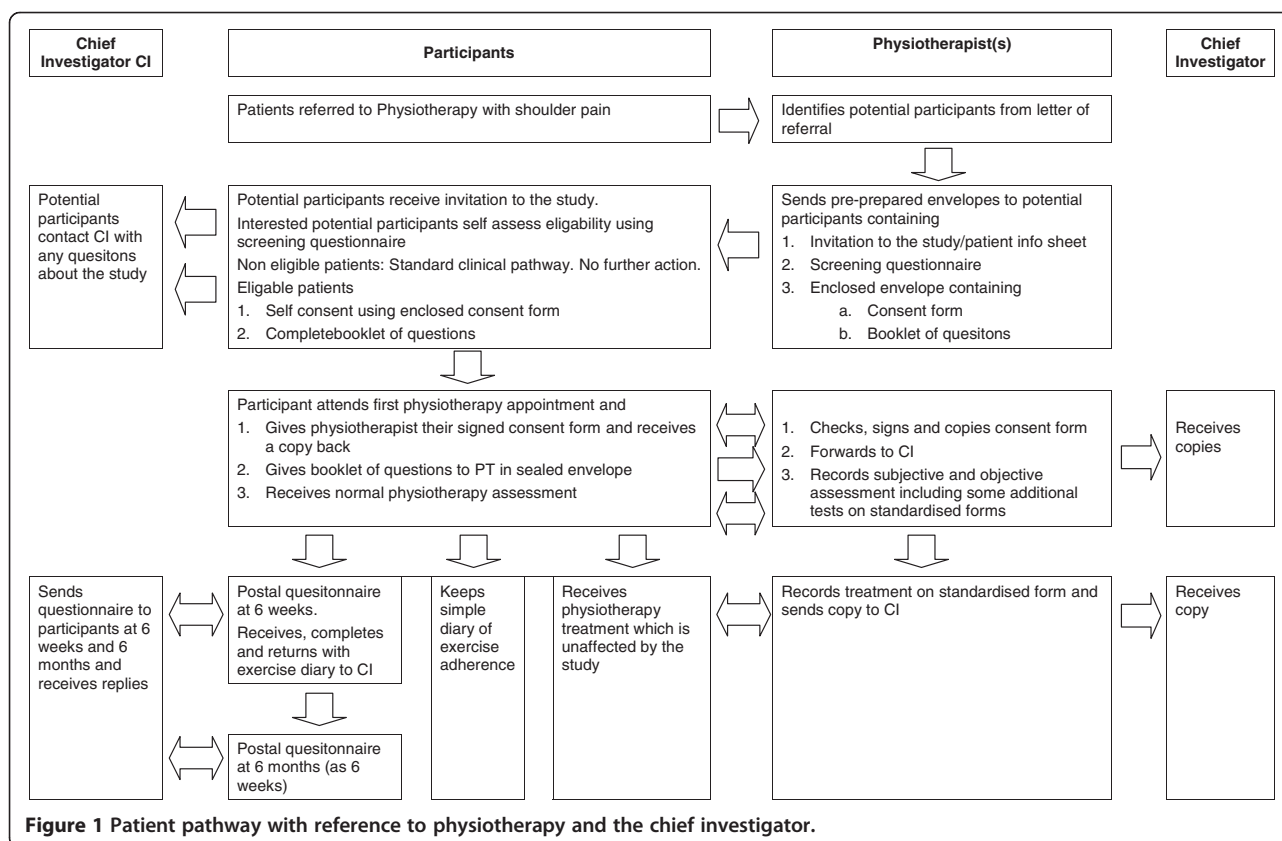 Chief
Investigator CI
Participants
Physiotherapist(s)
Chief
Investigator
Patients referred to Physiotherapy with shoulder pain
Identifies potential participants from letter of
referral
Potential
participants
contact CI with
any quesitons
about the study
Potential participants receive invitation to the study.
Interested potential participants self assess eligability using
screening questionnaire
Non eligible patients: Standard clinical pathway. No further action.
Eligable patients
1. Self consent using enclosed consent form
2. Completebooklet of questions
Sends pre-prepared envelopes to potential
participants containing
1. Invitation to the study/patient info sheet
2. Screening questionnaire
3. Enclosed envelope containing
a. Consent form
b. Booklet of quesitons
Participant attends first physiotherapy appointment and
1. Gives physiotherapist their signed consent form and receives
a copy back
2. Gives booklet of questions to PT in sealed envelope
3. Receives normal physiotherapy assessment
1. Checks, signs and copies consent form
2. Forwards to CI
3. Records subjective and objective
assessment including some additional
tests on standardised forms
Receives
copies
Sends
questionnaire to
participants at 6
weeks and 6
months and
receives replies
Postal quesitonnaire
at 6 weeks.
Receives, completes
and returns with
exercise diary to CI
Keeps
simple
diary of
exercise
adherence
Receives
physiotherapy
treatment which is
unaffected by the
study
Records treatment on standardised form and
sends copy to CI
Receives
copy
Postal quesitonnaire
at 6 months (as 6
weeks)
Figure 1 Patient pathway with reference to physiotherapy and the chief investigator.